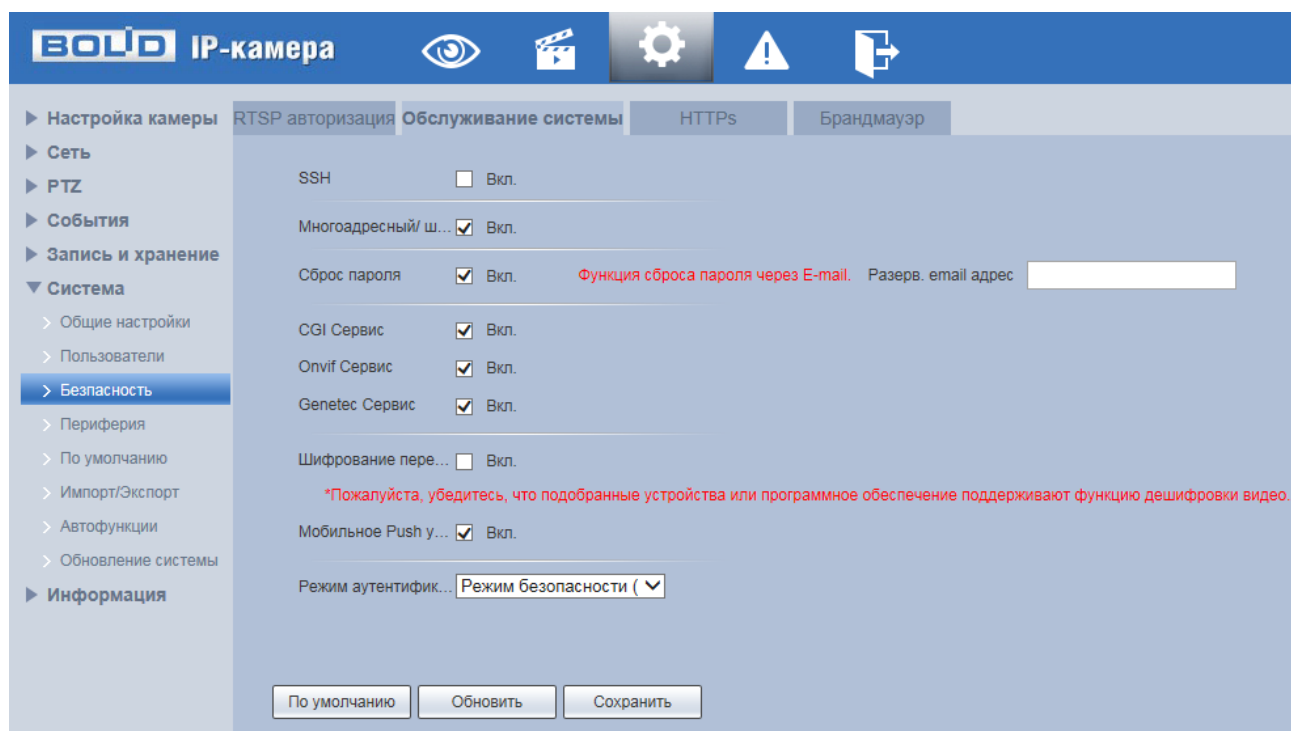 BOLID IP-камера
Настройка камеры
Сеть
PTZ
События
Запись и хранение
Система
Общие настройки
Пользователи
Безпасность
Периферия
По умолчанию
Импорт/Экспорт
Автофункции
Обновление системы
Информация
RTSP авторизация Обслуживание системы HTTPs Брандмауэр
SSH Вкл.
Многоадресный/ ш... Вкл.
Сброс пароля Вкл. Функция сброса пароля через E-mail. Разерв. email адрес
CGI Сервис Вкл.
Onvif Сервис Вкл.
Genetec Сервис Вкл.
Шифрование пере... Вкл.
*Пожалуйста, убедитесь, что подобранные устройства или программное обеспечение поддерживают функцию дешифровки видео.
Мобильное Push у... Вкл.
Режим аутентифик... Режим безопасности (
По умолчанию Обновить Сохранить